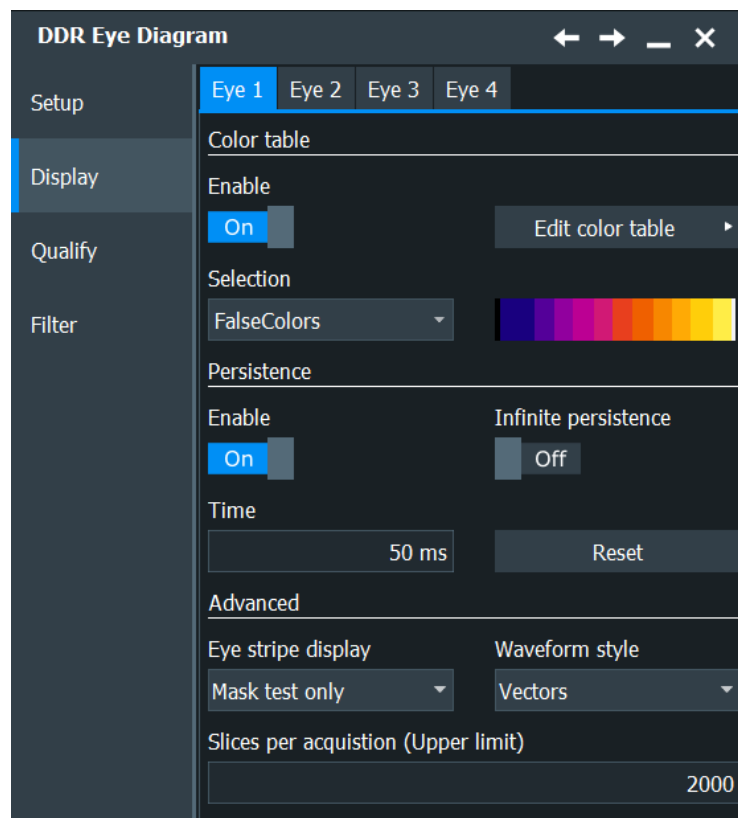 DDR Eye Diagram
Setup
Display
Qualify
Filter
Eye 1 Eye 2 Eye 3 Eye 4
Color table
Enable
On Edit color table
Selection
FalseColors
Persistence
Enable Infinite persistence
On Off
Time
50 ms Reset
Advanced
Eye stripe display Waveform style
Mask test only Vectors
Slices per acquistion (Upper limit)
2000